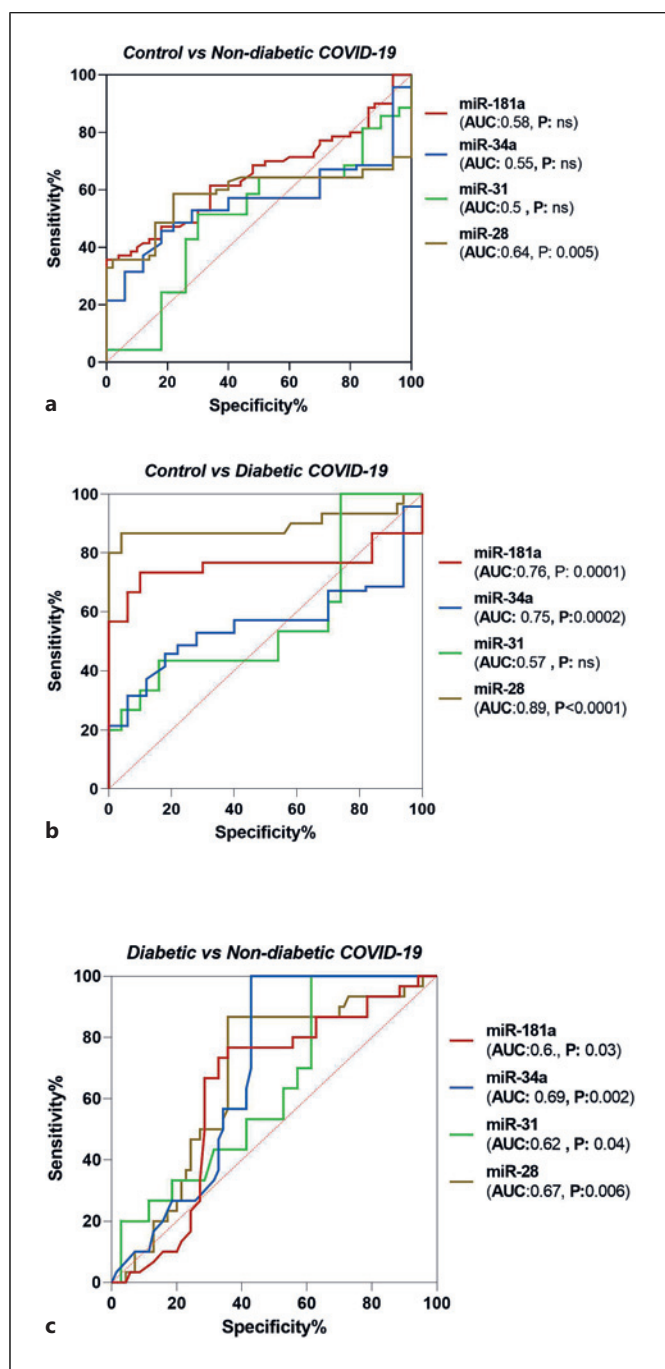 Control vs Non-diabetic COVID-19
Sensitivity%
100
80
60
40
20
0
0 20 40 60 80 100
Specificity%
miR-181a
(AUC:0.58, P: ns)
miR-34a
(AUC: 0.55, P: ns)
miR-31
(AUC:0.5 , P: ns)
miR-28
(AUC:0.64, P: 0.005)
a
Control vs Diabetic COVID-19
Sensitivity%
100
80
60
40
20
0
0 20 40 60 80 100
Specificity%
miR-181a
(AUC:0.76, P: 0.0001)
miR-34a
(AUC: 0.75, P:0.0002)
miR-31
(AUC:0.57 , P: ns)
miR-28
(AUC:0.89, P<0.0001)
b
Diabetic vs Non-diabetic COVID-19
Sensitivity%
100
80
60
40
20
0
0 20 40 60 80 100
Specificity%
miR-181a
(AUC:0.6., P: 0.03)
miR-34a
(AUC: 0.69, P:0.002)
miR-31
(AUC:0.62 , P: 0.04)
miR-28
(AUC:0.67, P:0.006)
c